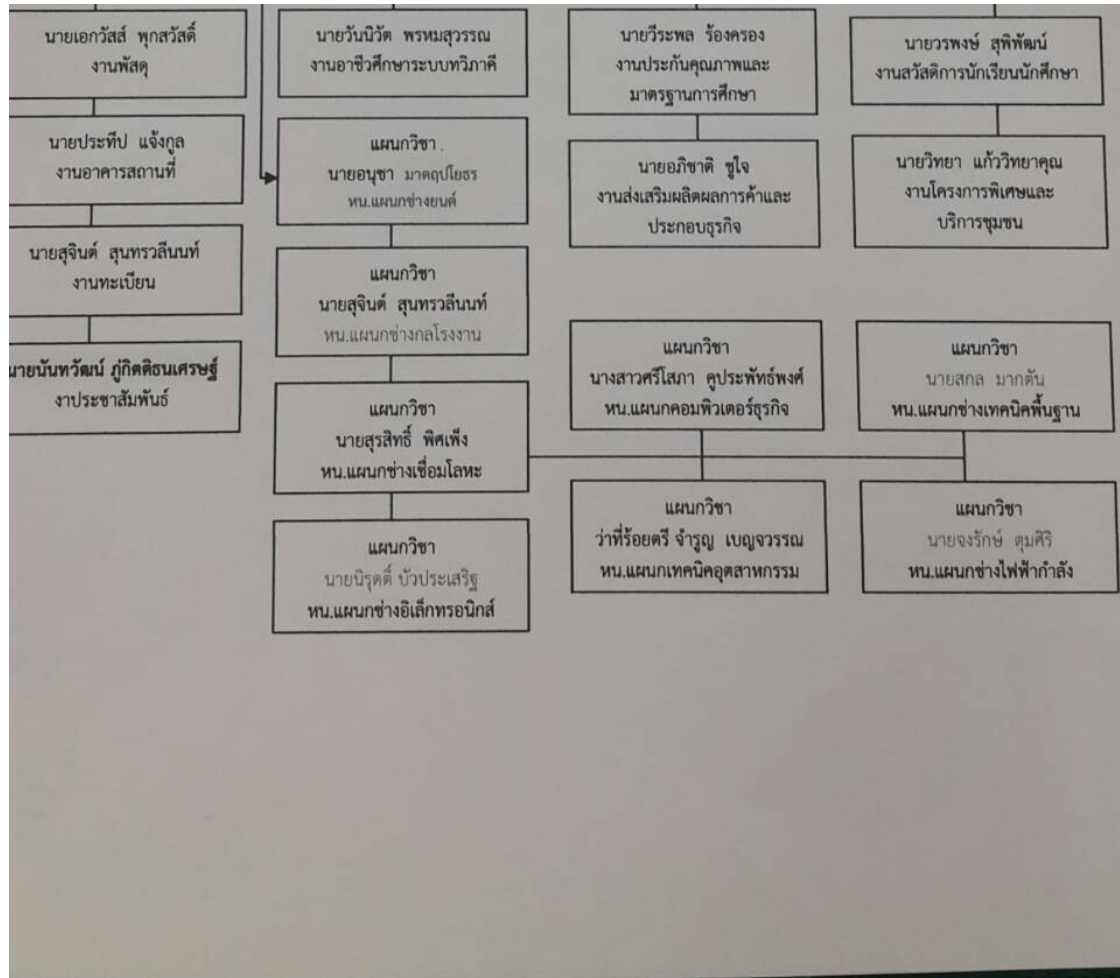 นายเอกวัสส์ พุกสวัสดิ์
งานพัสดุ
นายประทีป แจ้งกูล
งานอาคารสถานที่
นายสุจินต์ สุนทรวลีนนท์
งานทะเบียน
นายนันทวัฒน์ ภู่กิตติธนเศรษฐ์
งาประชาสัมพันธ์
นายวันนิวัต พรหมสุวรรณ
งานอาชีวศึกษาระบบทวิภาคี
แผนกวิชา .
นายอนุชา มาตฤปโยธร
หน.แผนกช่างยนต์
แผนกวิชา
นายสุจินต์ สุนทรวลีนนท์
หน.แผนกช่างกลโรงงาน
แผนกวิชา
นายสุรสิทธิ์ พิศเพ็ง
หน.แผนกช่างเชื่อมโลหะ
แผนกวิชา
นายนิรุตติ์ บัวประเสริฐ
หน.แผนกช่างอิเล็กทรอนิกส์
นายวีระพล ร้องครอง
งานประกันคุณภาพและ
มาตรฐานการศึกษา
นายอภิชาติ ชูใจ
งานส่งเสริมผลิตผลการค้าและ
ประกอบธุรกิจ
แผนกวิชา
นางสาวศรีโสภา คูประพัทธ์พงศ์
หน.แผนกคอมพิวเตอร์ธุรกิจ
แผนกวิชา
ว่าที่ร้อยตรี จำรูญ เบญจวรรณ
หน.แผนกเทคนิคอุตสาหกรรม
นายวรพงษ์ สุพิพัฒน์
งานสวัสดิการนักเรียนนักศึกษา
นายวิทยา แก้ววิทยาคุณ
งานโครงการพิเศษและ
บริการชุมชน
แผนกวิชา
นายสกล มากตัน
หน.แผนกช่างเทคนิคพื้นฐาน
แผนกวิชา
นายจงรักษ์ ตุมศิริ
หน.แผนกช่างไฟฟ้ากำลัง